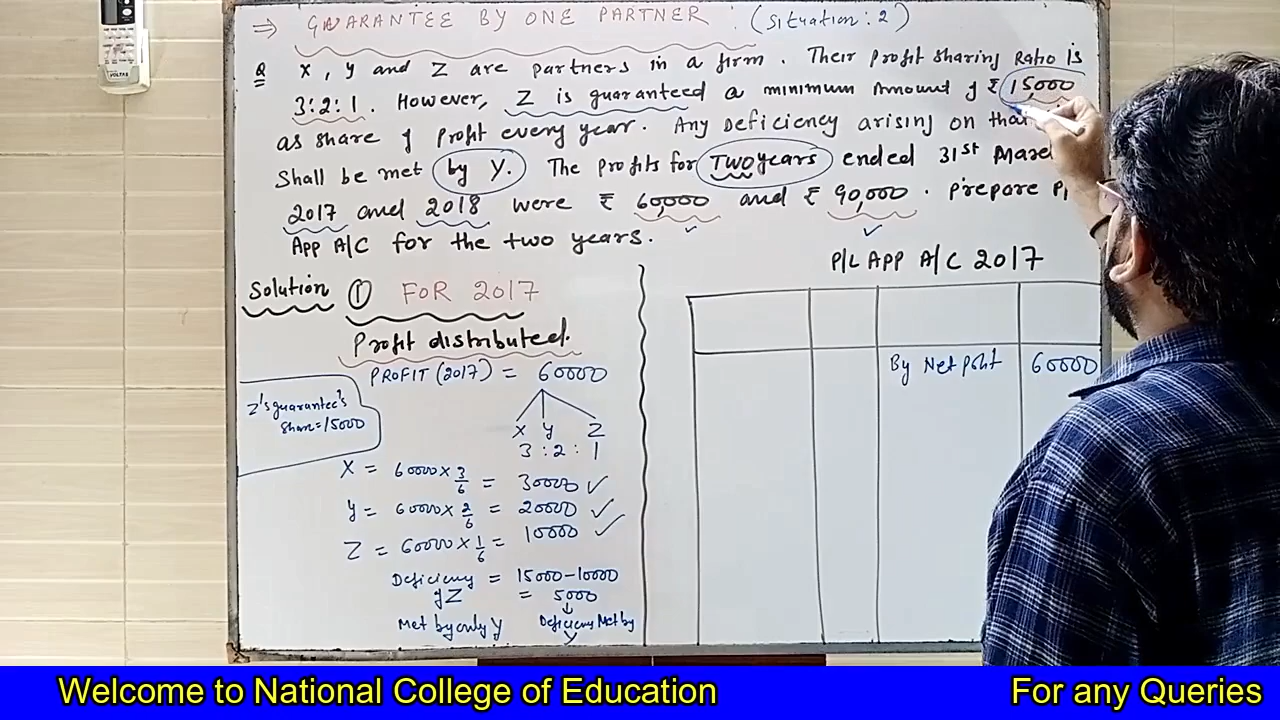 ⇒ GUARANTEE BY ONE PARTNER : (Situation : 2)
Q X, Y and Z are partners in a firm. Their profit sharing Ratio is
3:2:1. However, Z is guaranteed a minimum Amount of ₹ 15000
as share of Profit every year. Any Deficiency arising on that
Shall be met by Y. The Profits for TWO years ended 31st
2017 and 2018 were ₹ 60,000 and ₹ 90,000. Prepare
App A/C for the two years.
Solution ① FOR 2017
Profit distributed.
PROFIT (2017) = 60000
X Y Z
3 : 2 : 1
Z's guarantee's
share = 15000
X = 60000 × 3/6 = 30000 ✓
Y = 60000 × 2/6 = 20000 ✓
Z = 60000 × 1/6 = 10000 ✓
Deficiency of Z = 15000 - 10000
= 5000
Met by only Y
Deficiency Met by
Y
P/L APP A/C 2017
By Net Profit 60000
VOLTAS
Welcome to National College of Education
For any Queries